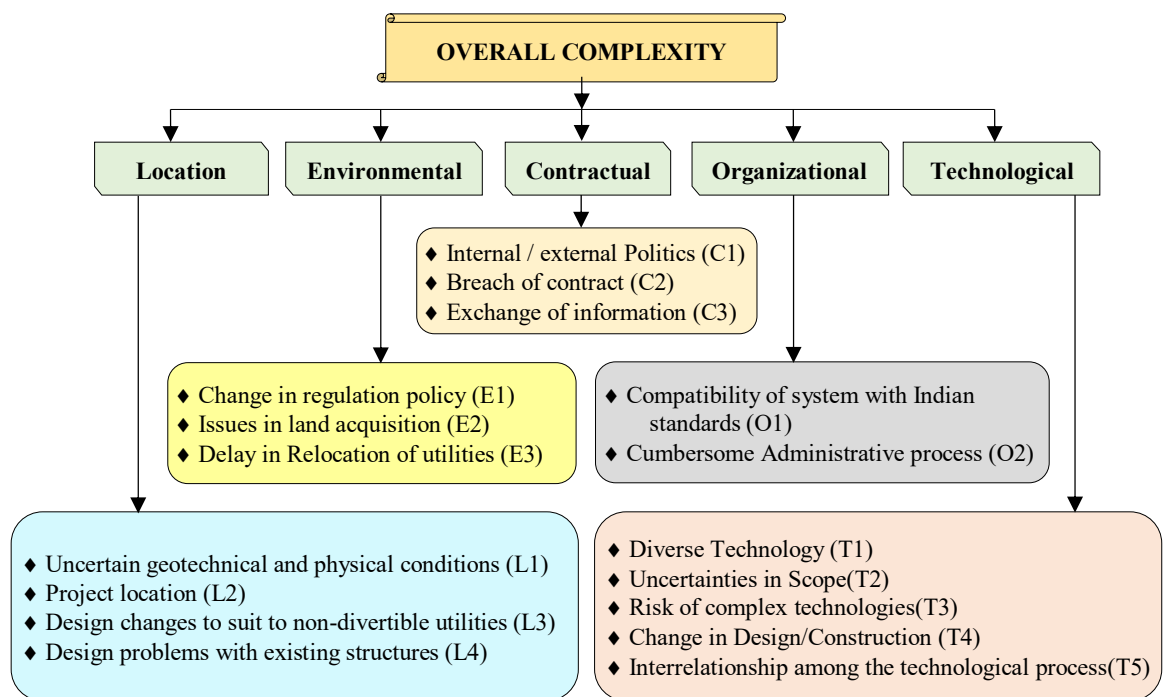 OVERALL COMPLEXITY
Location
Environmental
Contractual
Organizational
Technological
♦ Internal / external Politics (C1)
♦ Breach of contract (C2)
♦ Exchange of information (C3)
♦ Change in regulation policy (E1)
♦ Issues in land acquisition (E2)
♦ Delay in Relocation of utilities (E3)
♦ Compatibility of system with Indian
standards (O1)
♦ Cumbersome Administrative process (O2)
♦ Uncertain geotechnical and physical conditions (L1)
♦ Project location (L2)
♦ Design changes to suit to non-divertible utilities (L3)
♦ Design problems with existing structures (L4)
♦ Diverse Technology (T1)
♦ Uncertainties in Scope(T2)
♦ Risk of complex technologies(T3)
♦ Change in Design/Construction (T4)
♦ Interrelationship among the technological process(T5)